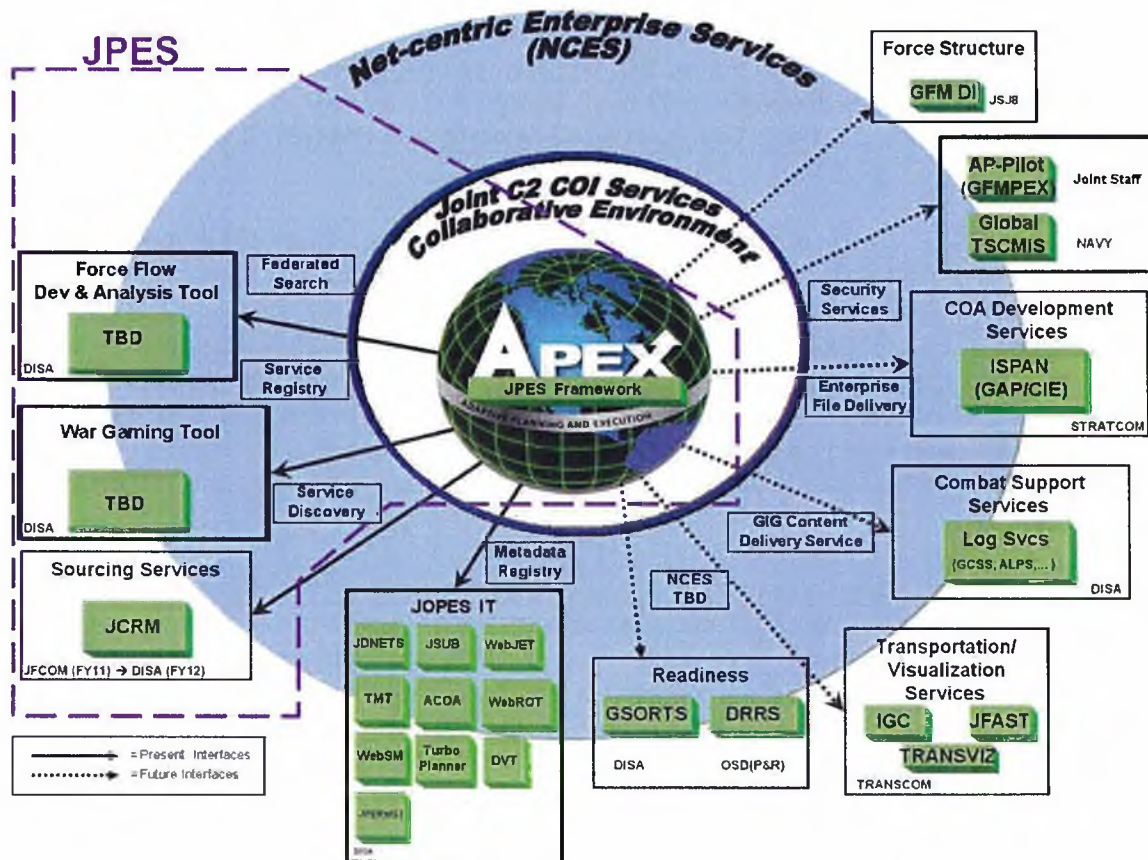 JPES
Net-centric Enterprise Services
(NCES)
Joint C2 COI Services
Collaborative Environment
APEX
JPES Framework
ADAPTIVE PLANNING AND EXECUTION
Force Structure
GFM DI
JSJ8
AP-Pilot
(GFMPEX)
Joint Staff
Global
TSCMIS
NAVY
COA Development
Services
ISPAN
(GAP/CIE)
STRATCOM
Combat Support
Services
Log Svcs
(GCSS, ALPS,...)
DISA
Transportation/
Visualization
Services
IGC
JFAST
TRANSVIZ
TRANSCOM
Readiness
GSORTS
DRRS
DISA
OSD(P&R)
JOPES IT
JDNETS
JSUB
WebJET
TMT
ACOA
WebRQT
WebSM
Turbo
Planner
DVT
DISA
Force Flow
Dev & Analysis Tool
TBD
DISA
War Gaming Tool
TBD
DISA
Sourcing Services
JCRM
JFCOM (FY11) → DISA (FY12)
Federated
Search
Service
Registry
Service
Discovery
Metadata
Registry
NCES
TBD
GIG Content
Delivery Service
Enterprise
File Delivery
Security
Services
=Present Interfaces
=Future Interfaces